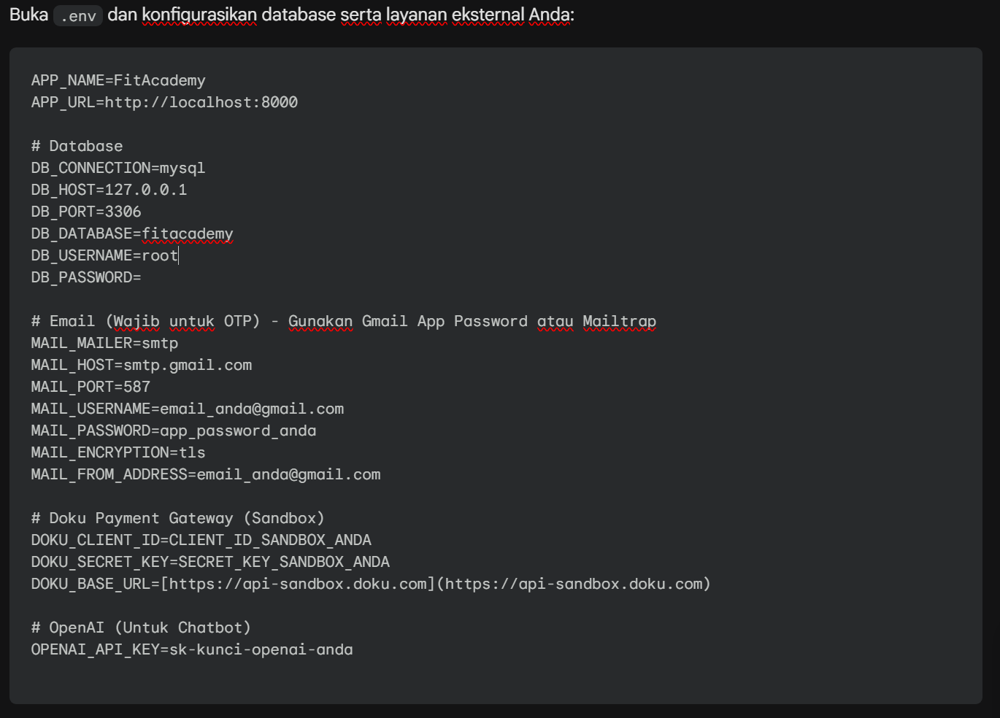 Buka .env dan konfigurasikan database serta layanan eksternal Anda:
APP_NAME=FitAcademy
APP_URL=http://localhost:8000
# Database
DB_CONNECTION=mysql
DB_HOST=127.0.0.1
DB_PORT=3306
DB_DATABASE=fitacademy
DB_USERNAME=root
DB_PASSWORD=
# Email (Wajib untuk OTP) - Gunakan Gmail App Password atau Mailtrap
MAIL_MAILER=smtp
MAIL_HOST=smtp.gmail.com
MAIL_PORT=587
MAIL_USERNAME=email_anda@gmail.com
MAIL_PASSWORD=app_password_anda
MAIL_ENCRYPTION=tls
MAIL_FROM_ADDRESS=email_anda@gmail.com
# Doku Payment Gateway (Sandbox)
DOKU_CLIENT_ID=CLIENT_ID_SANDBOX_ANDA
DOKU_SECRET_KEY=SECRET_KEY_SANDBOX_ANDA
DOKU_BASE_URL=[https://api-sandbox.doku.com](https://api-sandbox.doku.com)
# OpenAI (Untuk Chatbot)
OPENAI_API_KEY=sk-kunci-openai-anda